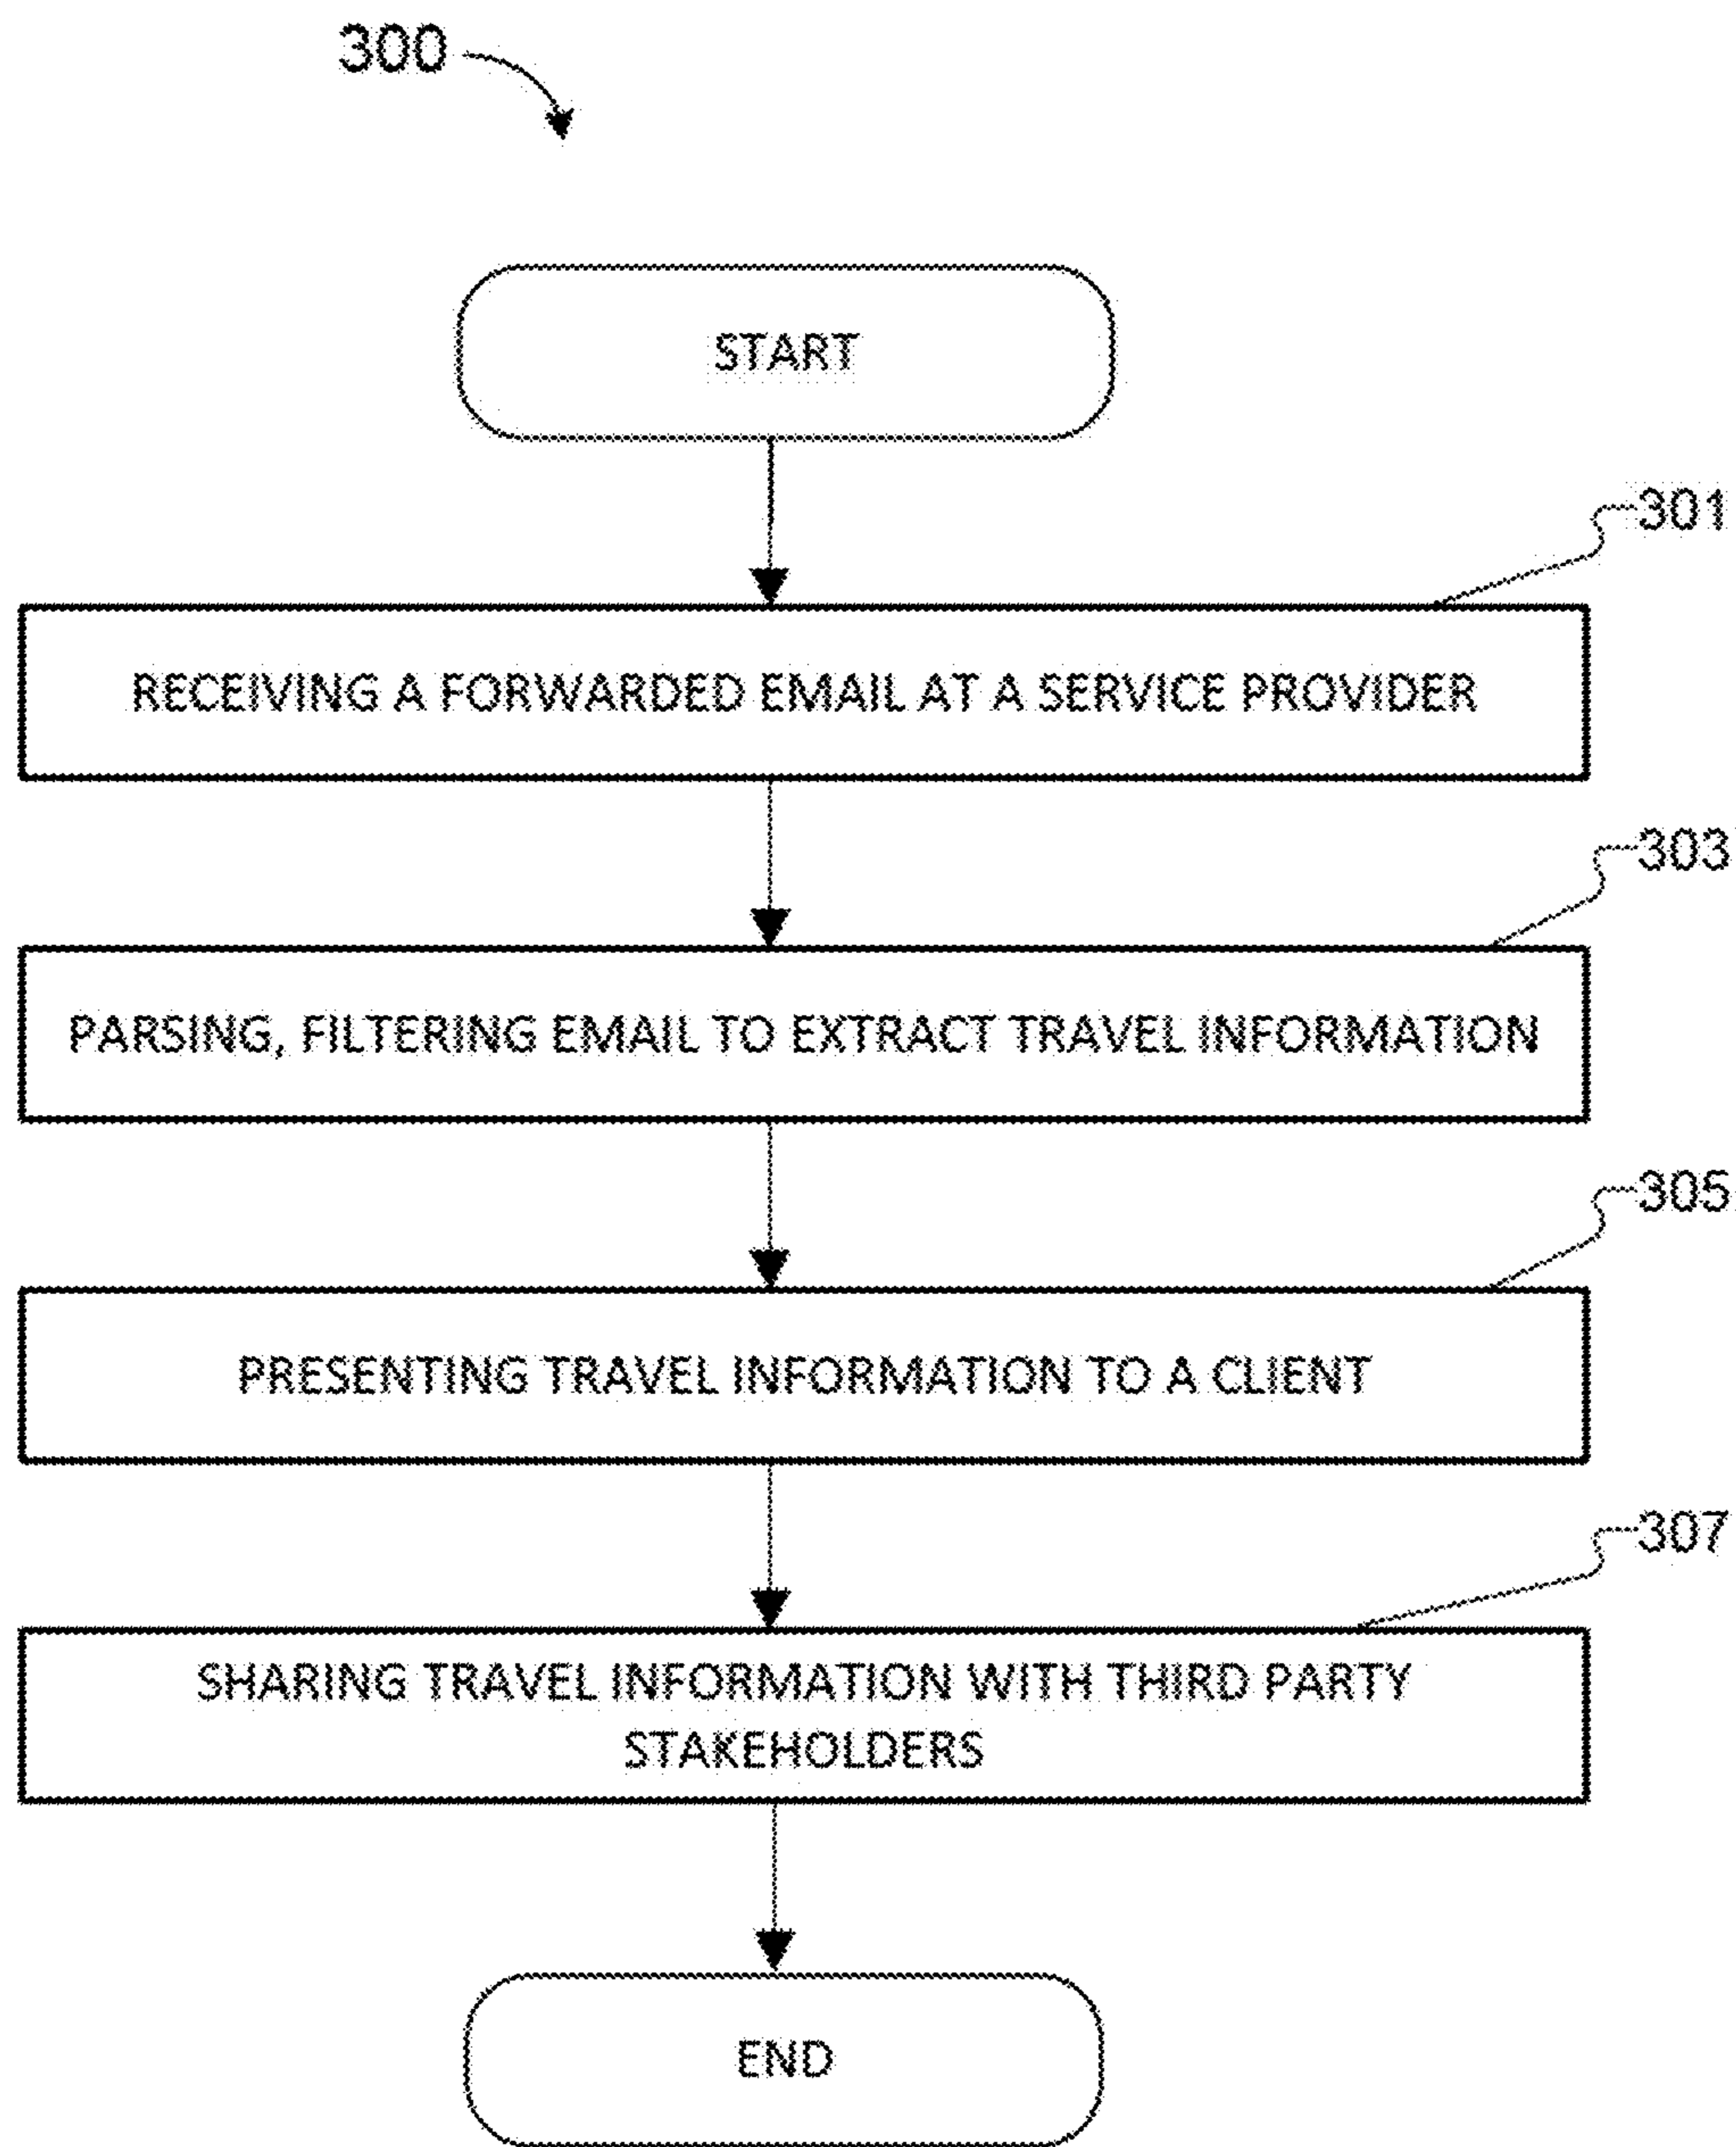 300
START
301
RECEIVING A FORWARDED EMAIL AT A SERVICE PROVIDER
303
PARSING, FILTERING EMAIL TO EXTRACT TRAVEL INFORMATION
305
PRESENTING TRAVEL INFORMATION TO A CLIENT
307
SHARING TRAVEL INFORMATION WITH THIRD PARTY
STAKEHOLDERS
END